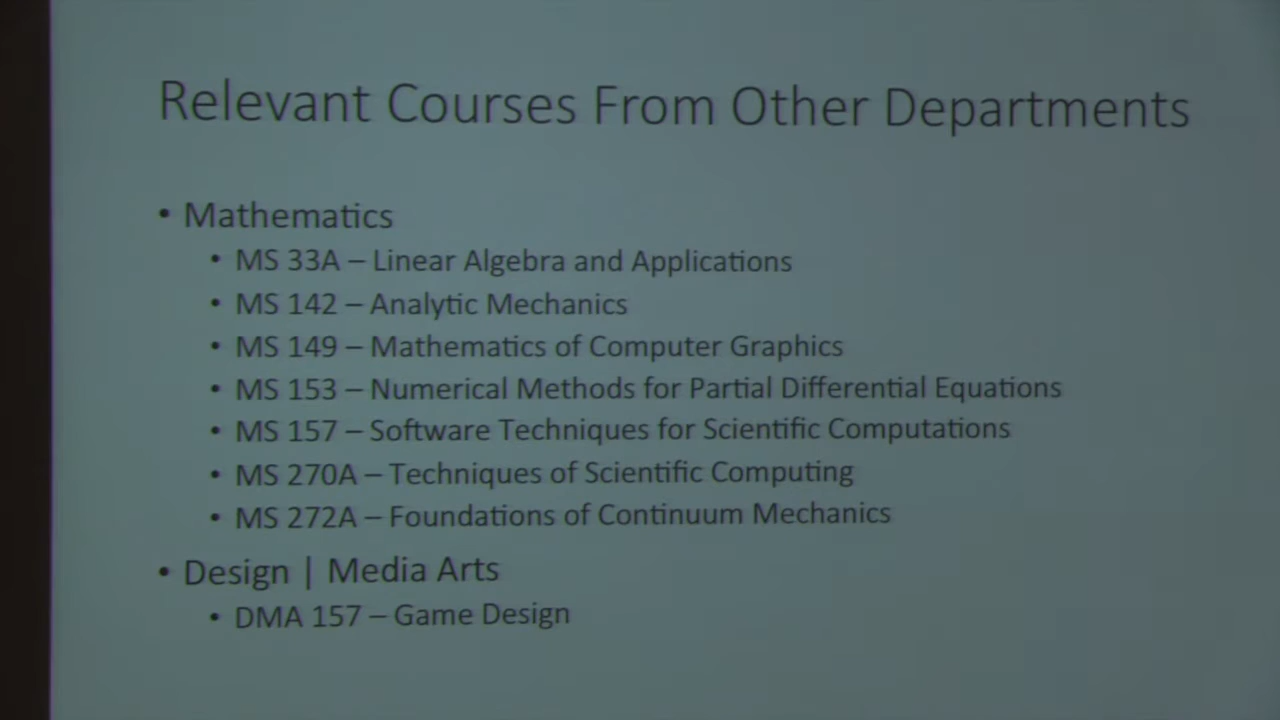 Relevant Courses From Other Departments
• Mathematics
• MS 33A – Linear Algebra and Applications
• MS 142 – Analytic Mechanics
• MS 149 – Mathematics of Computer Graphics
• MS 153 – Numerical Methods for Partial Differential Equations
• MS 157 – Software Techniques for Scientific Computations
• MS 270A – Techniques of Scientific Computing
• MS 272A – Foundations of Continuum Mechanics
• Design | Media Arts
• DMA 157 – Game Design